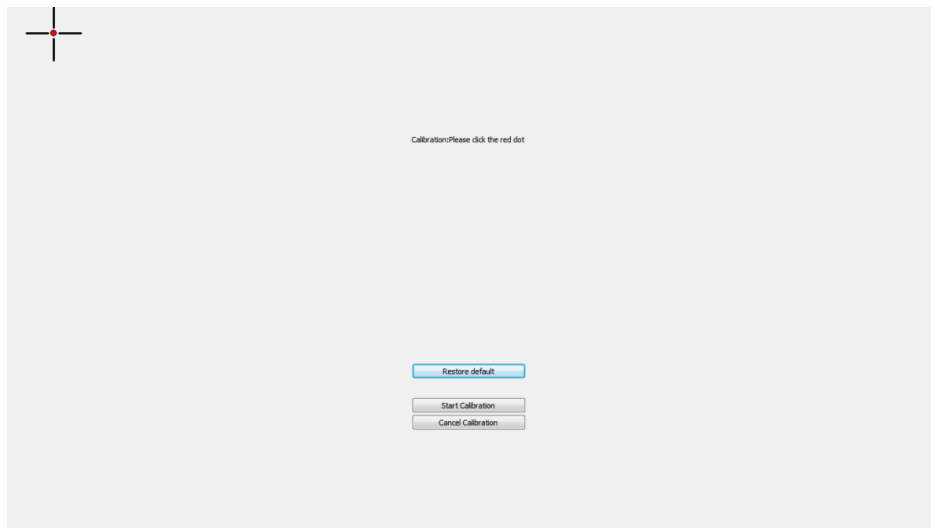 Calibration:Please click the red dot
Restore default
Start Calibration
Cancel Calibration